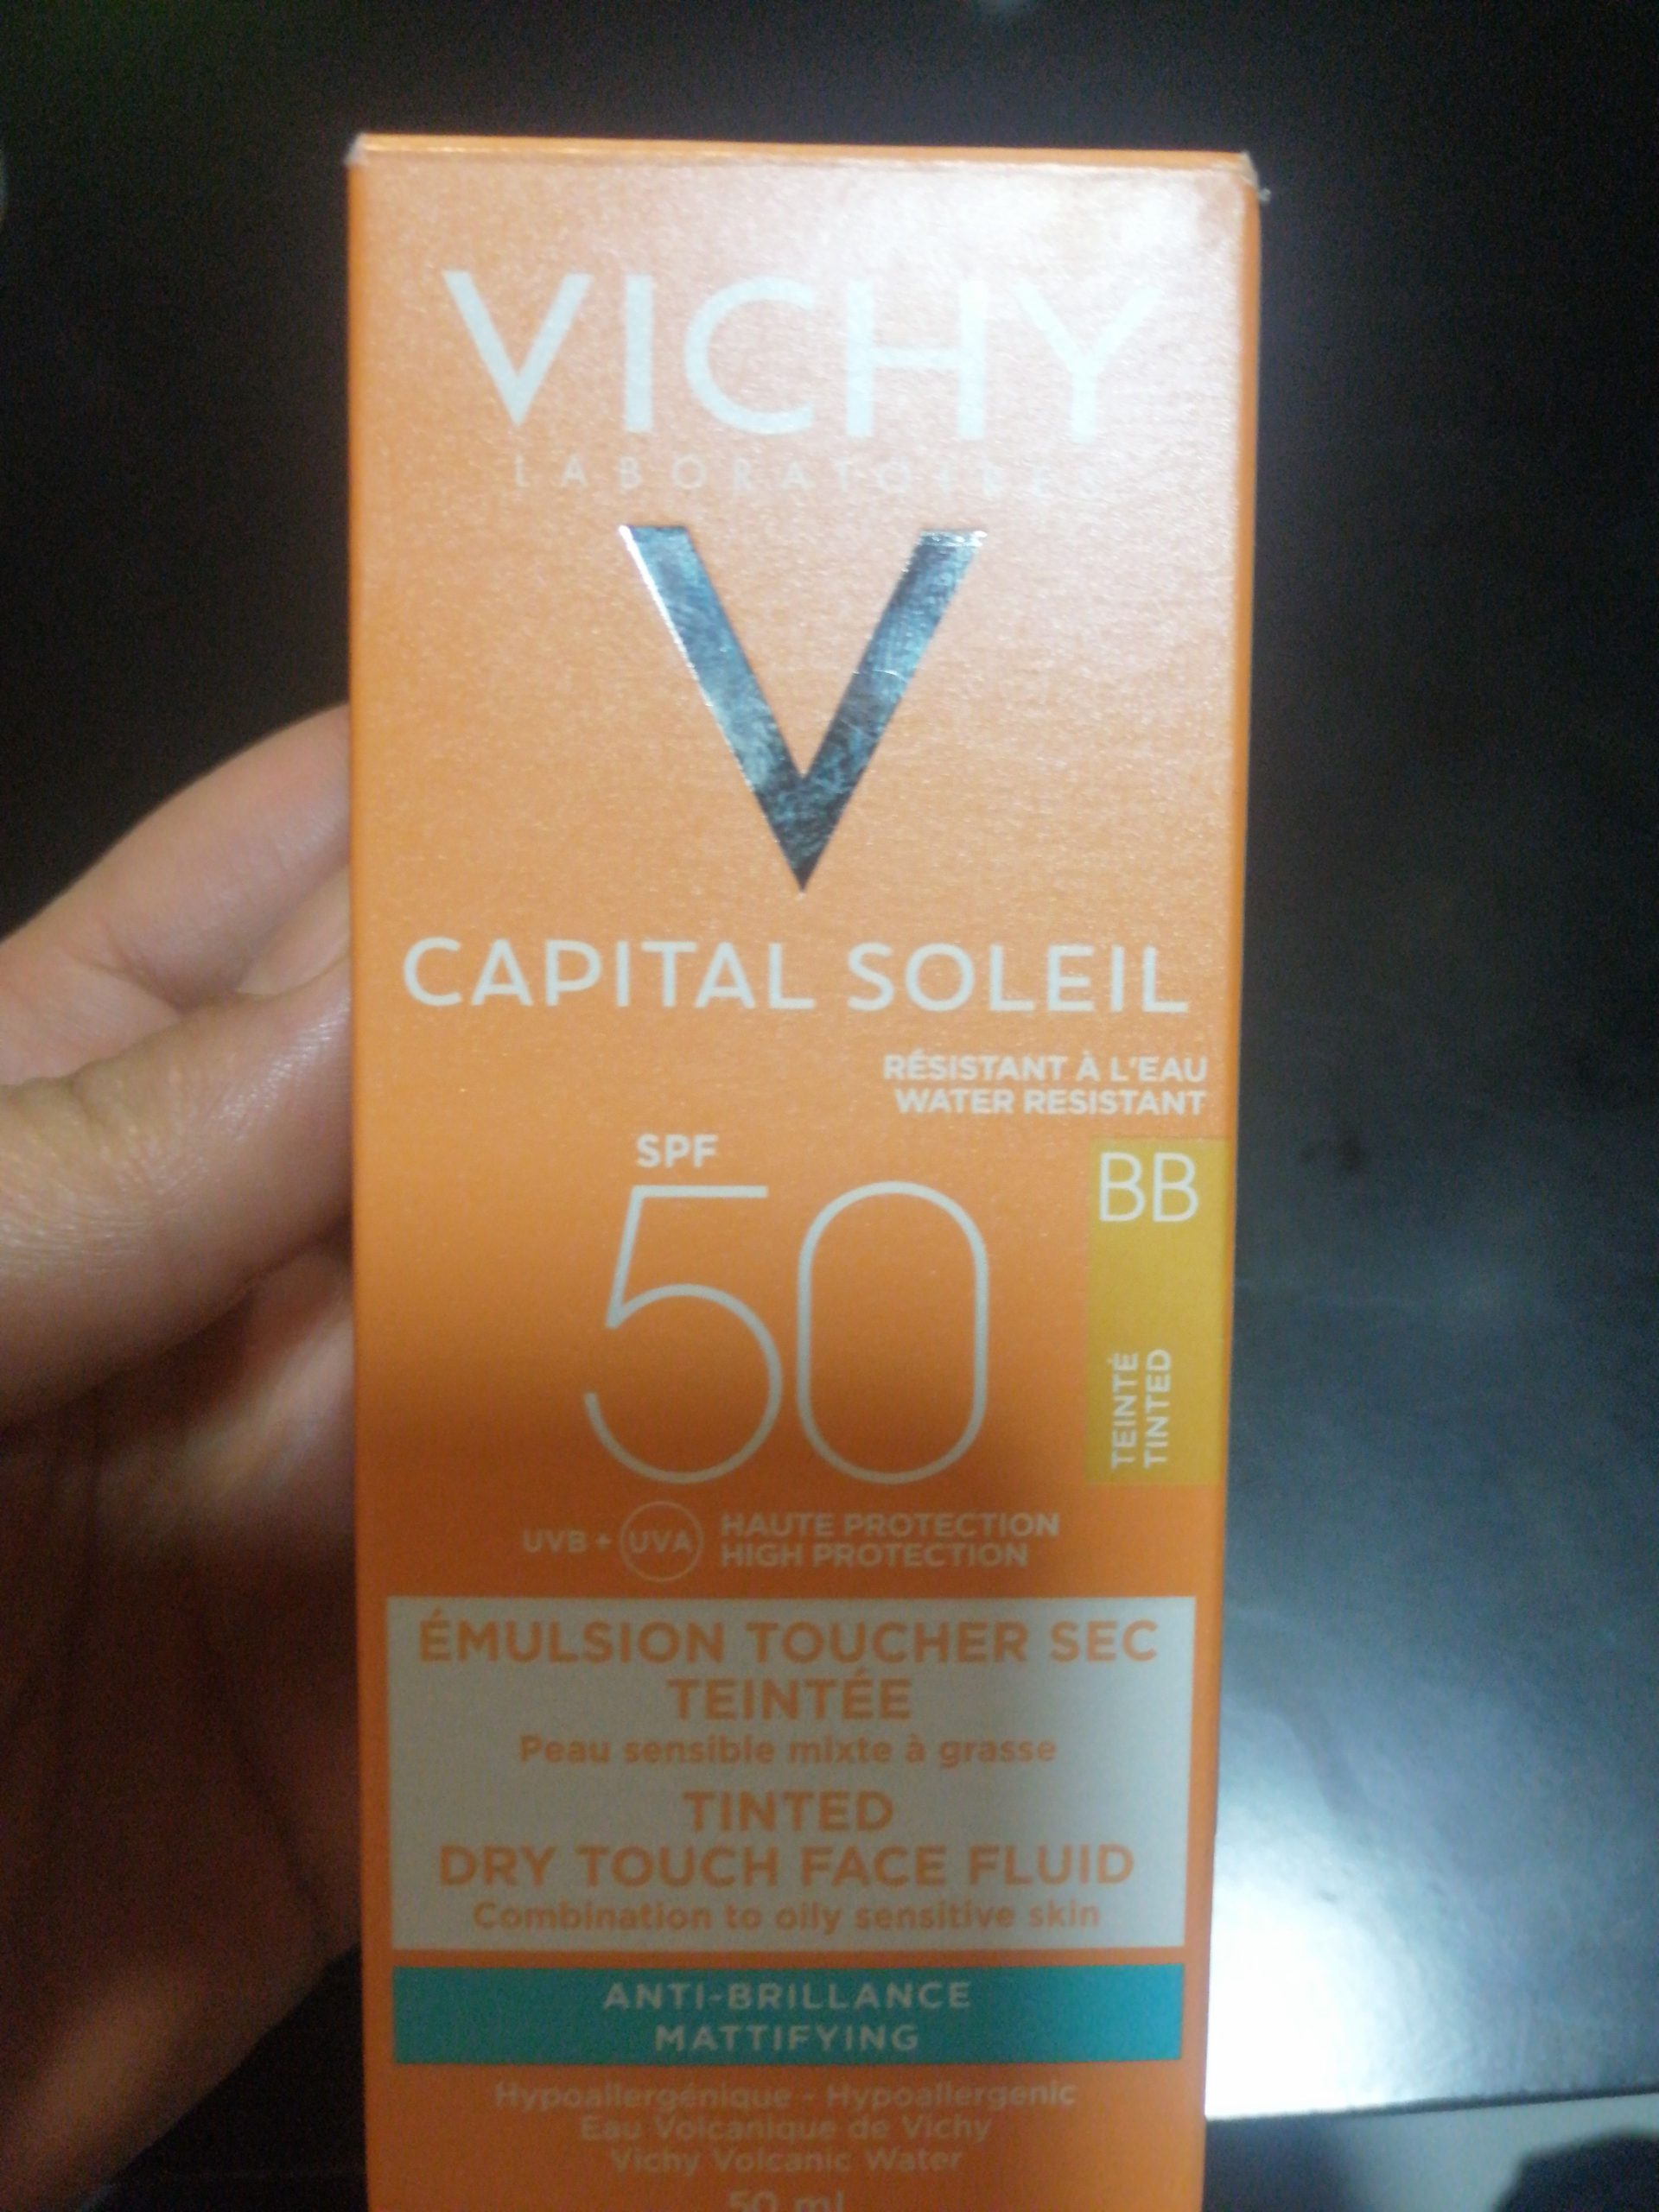 VICHY
LABORATOIRES
V
CAPITAL SOLEIL
RÉSISTANT À L'EAU
WATER RESISTANT
SPF
50
BB
TEINTÉ
TINTED
UVB + UVA
HAUTE PROTECTION
HIGH PROTECTION
ÉMULSION TOUCHER SEC
TEINTÉE
Peau sensible mixte à grasse
TINTED
DRY TOUCH FACE FLUID
Combination to oily sensitive skin
ANTI-BRILLANCE
MATTIFYING
Hypoallergénique - Hypoallergenic
Eau Volcanique de Vichy
Vichy Volcanic Water
50 ml